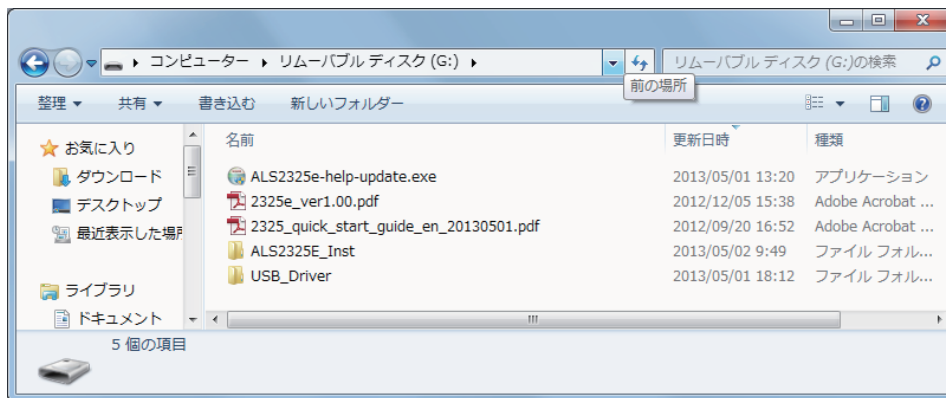 コンピューター ▸ リムーバブル ディスク (G:) ▸
リムーバブル ディスク (G:)の検索
前の場所
整理 ▼ 共有 ▼ 書き込む 新しいフォルダー
お気に入り
ダウンロード
デスクトップ
最近表示した場所
ライブラリ
ドキュメント
名前 更新日時 種類
ALS2325e-help-update.exe 2013/05/01 13:20 アプリケーション
2325e_ver1.00.pdf 2012/12/05 15:38 Adobe Acrobat ...
2325_quick_start_guide_en_20130501.pdf 2012/09/20 16:52 Adobe Acrobat ...
ALS2325E_Inst 2013/05/02 9:49 ファイル フォル...
USB_Driver 2013/05/01 18:12 ファイル フォル...
5 個の項目